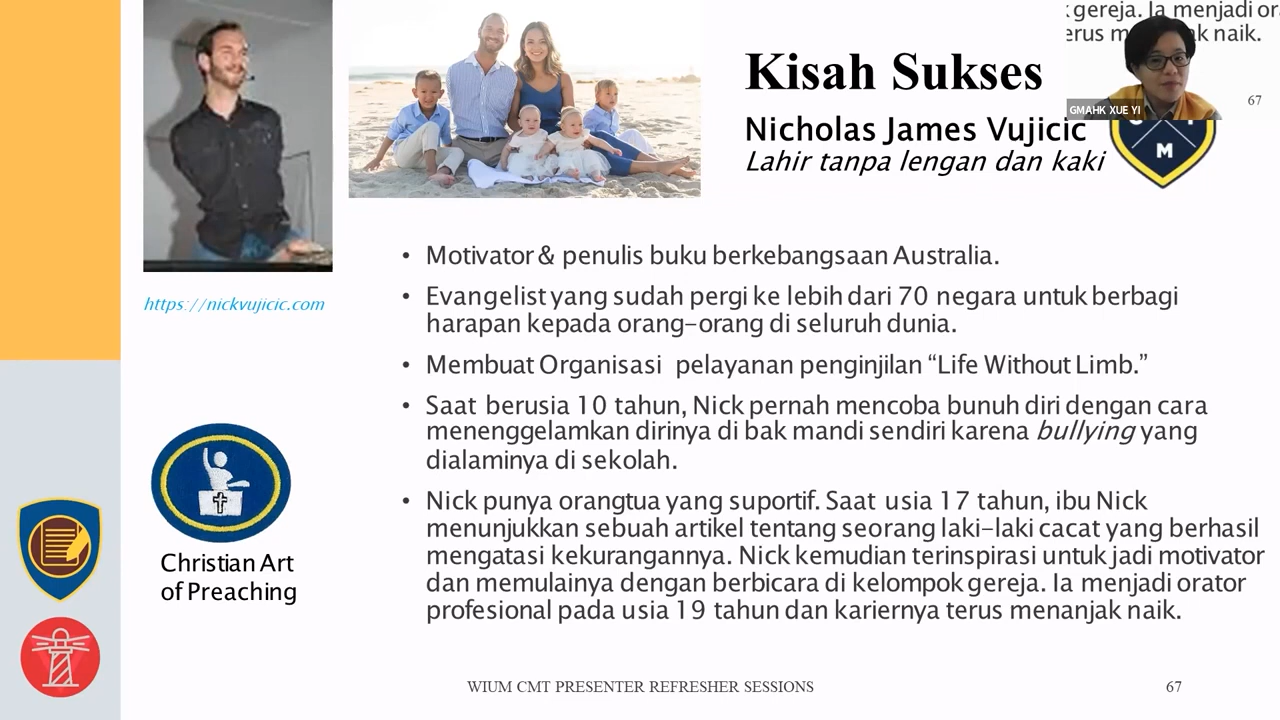 gereja. Ia menjadi or
erus m
k naik.
67
GMAHK XUE YI
Kisah Sukses
Nicholas James Vujicic
Lahir tanpa lengan dan kaki
M
https://nickvujicic.com
• Motivator & penulis buku berkebangsaan Australia.
• Evangelist yang sudah pergi ke lebih dari 70 negara untuk berbagi
harapan kepada orang-orang di seluruh dunia.
• Membuat Organisasi pelayanan penginjilan “Life Without Limb.”
• Saat berusia 10 tahun, Nick pernah mencoba bunuh diri dengan cara
menenggelamkan dirinya di bak mandi sendiri karena bullying yang
dialaminya di sekolah.
• Nick punya orangtua yang suportif. Saat usia 17 tahun, ibu Nick
menunjukkan sebuah artikel tentang seorang laki-laki cacat yang berhasil
mengatasi kekurangannya. Nick kemudian terinspirasi untuk jadi motivator
dan memulainya dengan berbicara di kelompok gereja. Ia menjadi orator
profesional pada usia 19 tahun dan kariernya terus menanjak naik.
Christian Art
of Preaching
WIUM CMT PRESENTER REFRESHER SESSIONS
67